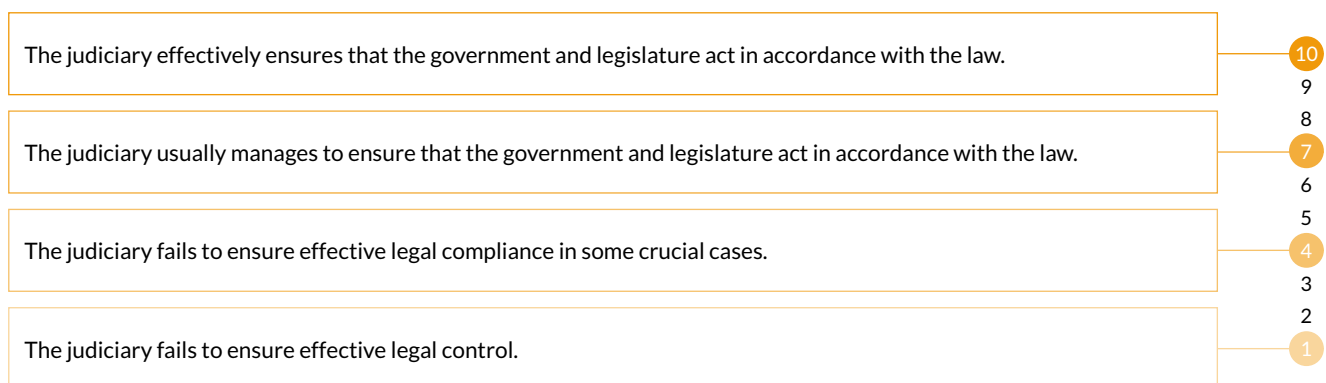 The judiciary effectively ensures that the government and legislature act in accordance with the law.
10
9
8
The judiciary usually manages to ensure that the government and legislature act in accordance with the law.
7
6
5
The judiciary fails to ensure effective legal compliance in some crucial cases.
4
3
2
The judiciary fails to ensure effective legal control.
1